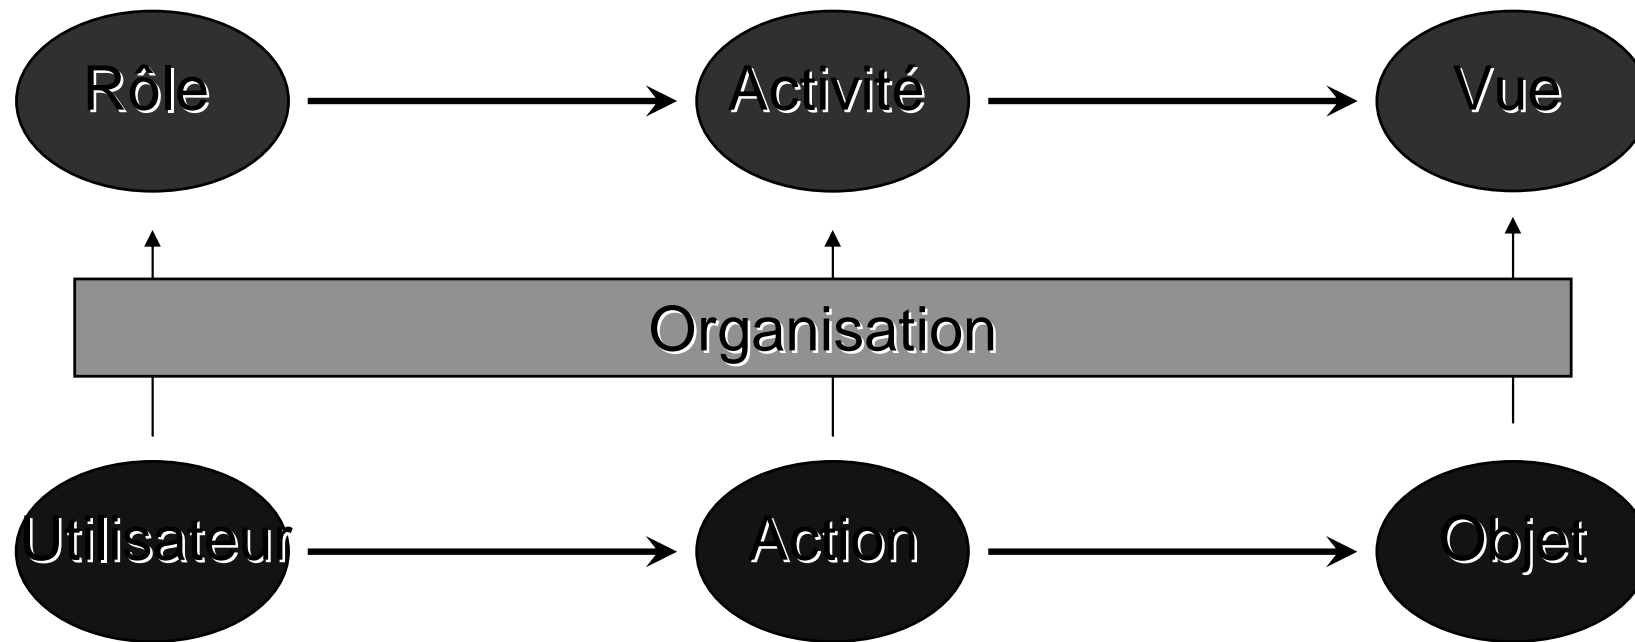 Rôle
Activité
Vue
Organisation
Utilisateur
Action
Objet